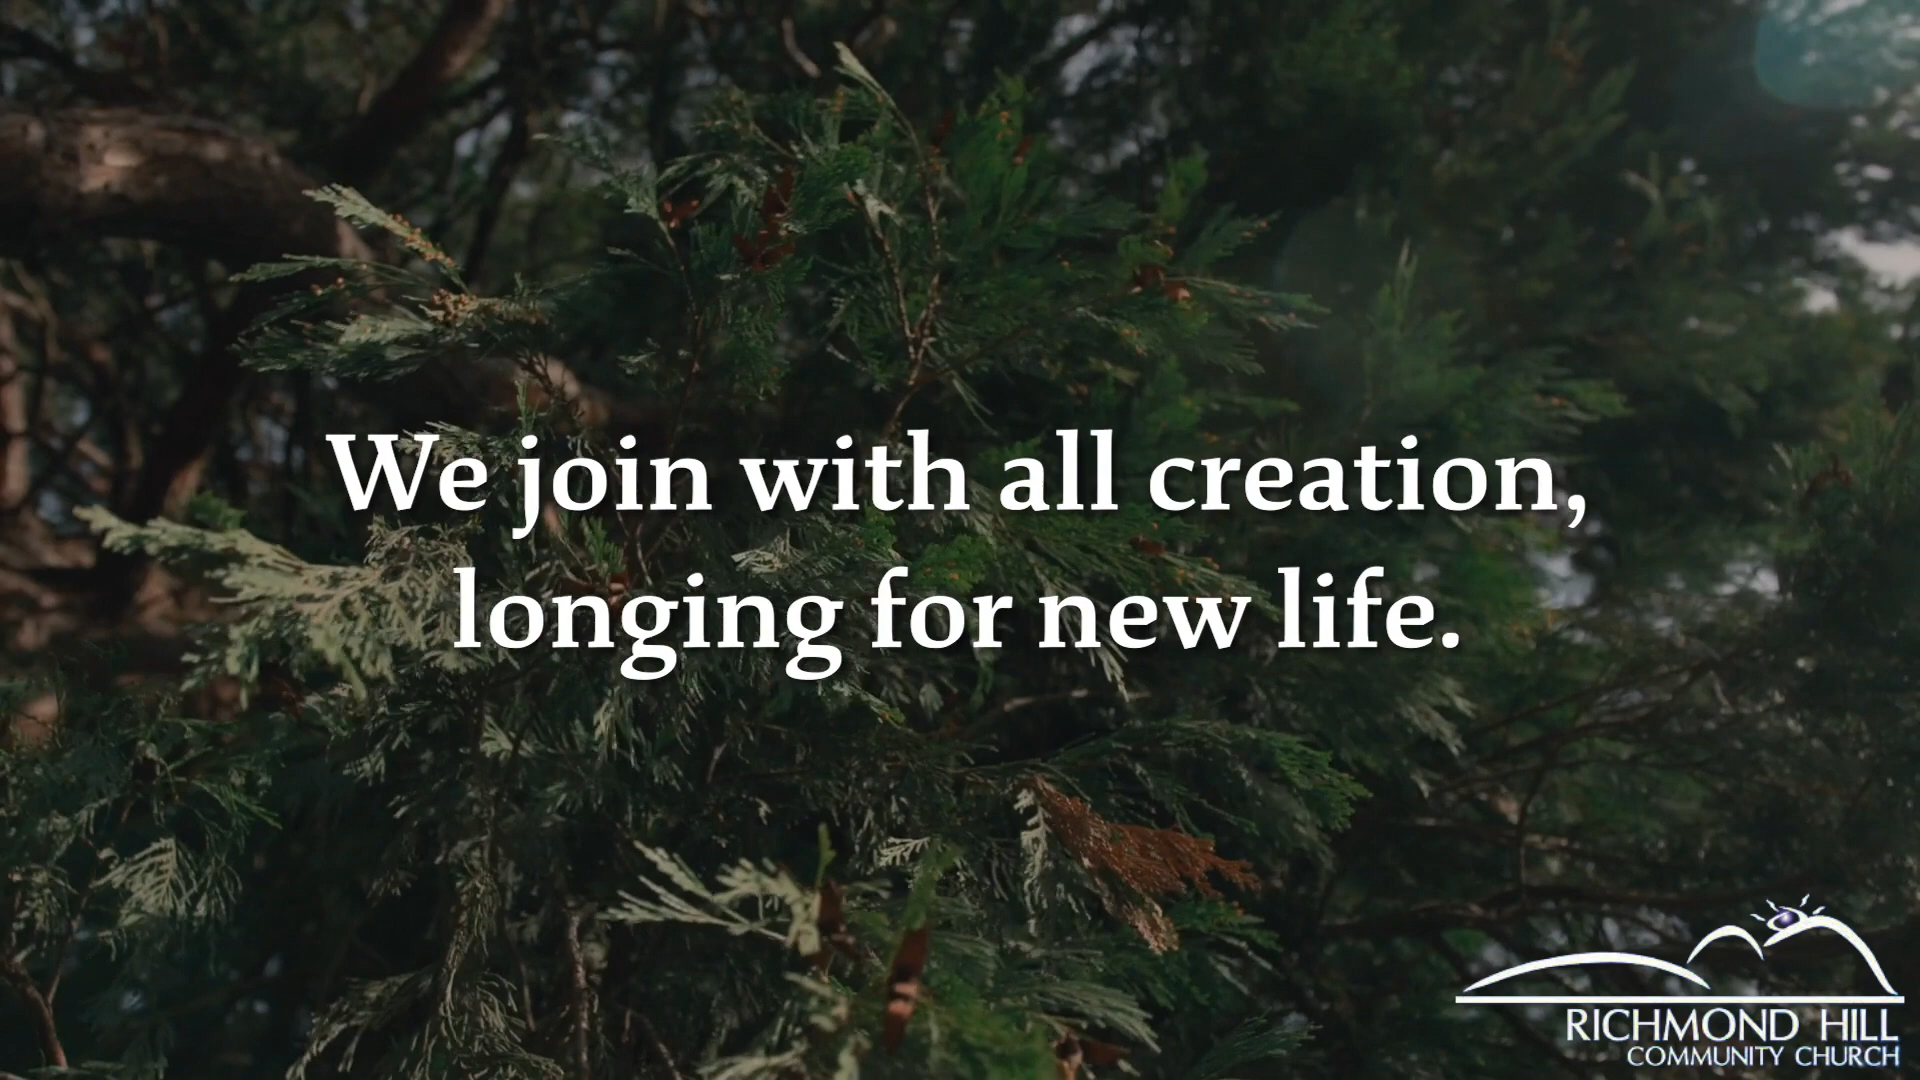 We join with all creation,
longing for new life.
RICHMOND HILL
COMMUNITY CHURCH